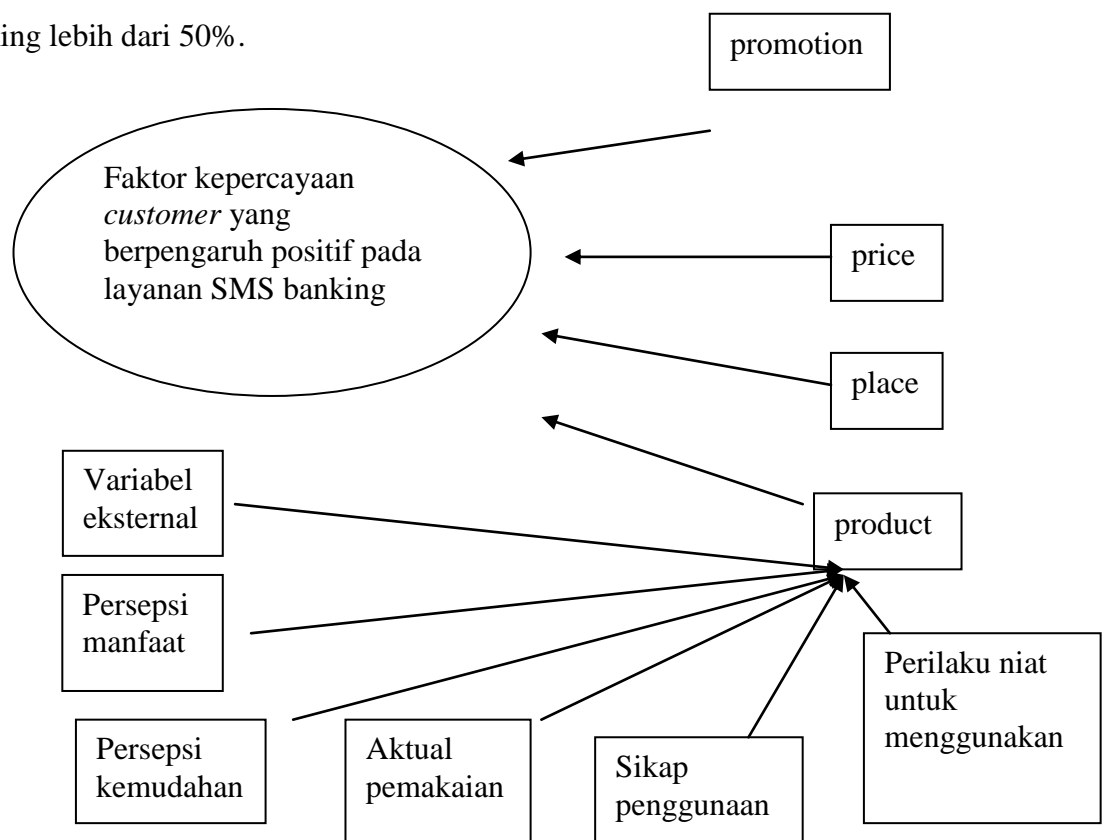 ing lebih dari 50%.
promotion
Faktor kepercayaan
customer yang
berpengaruh positif pada
layanan SMS banking
price
place
product
Variabel
eksternal
Persepsi
manfaat
Persepsi
kemudahan
Aktual
pemakaian
Sikap
penggunaan
Perilaku niat
untuk
menggunakan